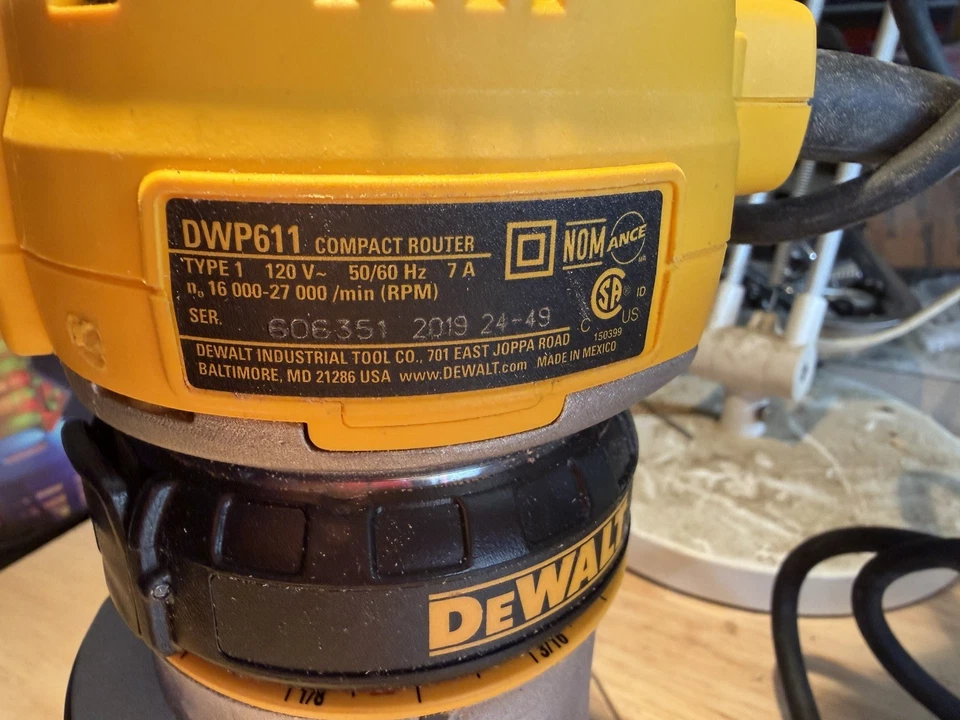 DWP611 COMPACT ROUTER
TYPE 1 120 V~ 50/60 Hz 7 A
n₀ 16 000-27 000 /min (RPM)
SER. 606351 2019 24-49
DEWALT INDUSTRIAL TOOL CO., 701 EAST JOPPA ROAD
BALTIMORE, MD 21286 USA www.DEWALT.com
NOM ANCE
SA
C US
ID
150399
MADE IN MEXICO
DEWALT
1/8
3/16